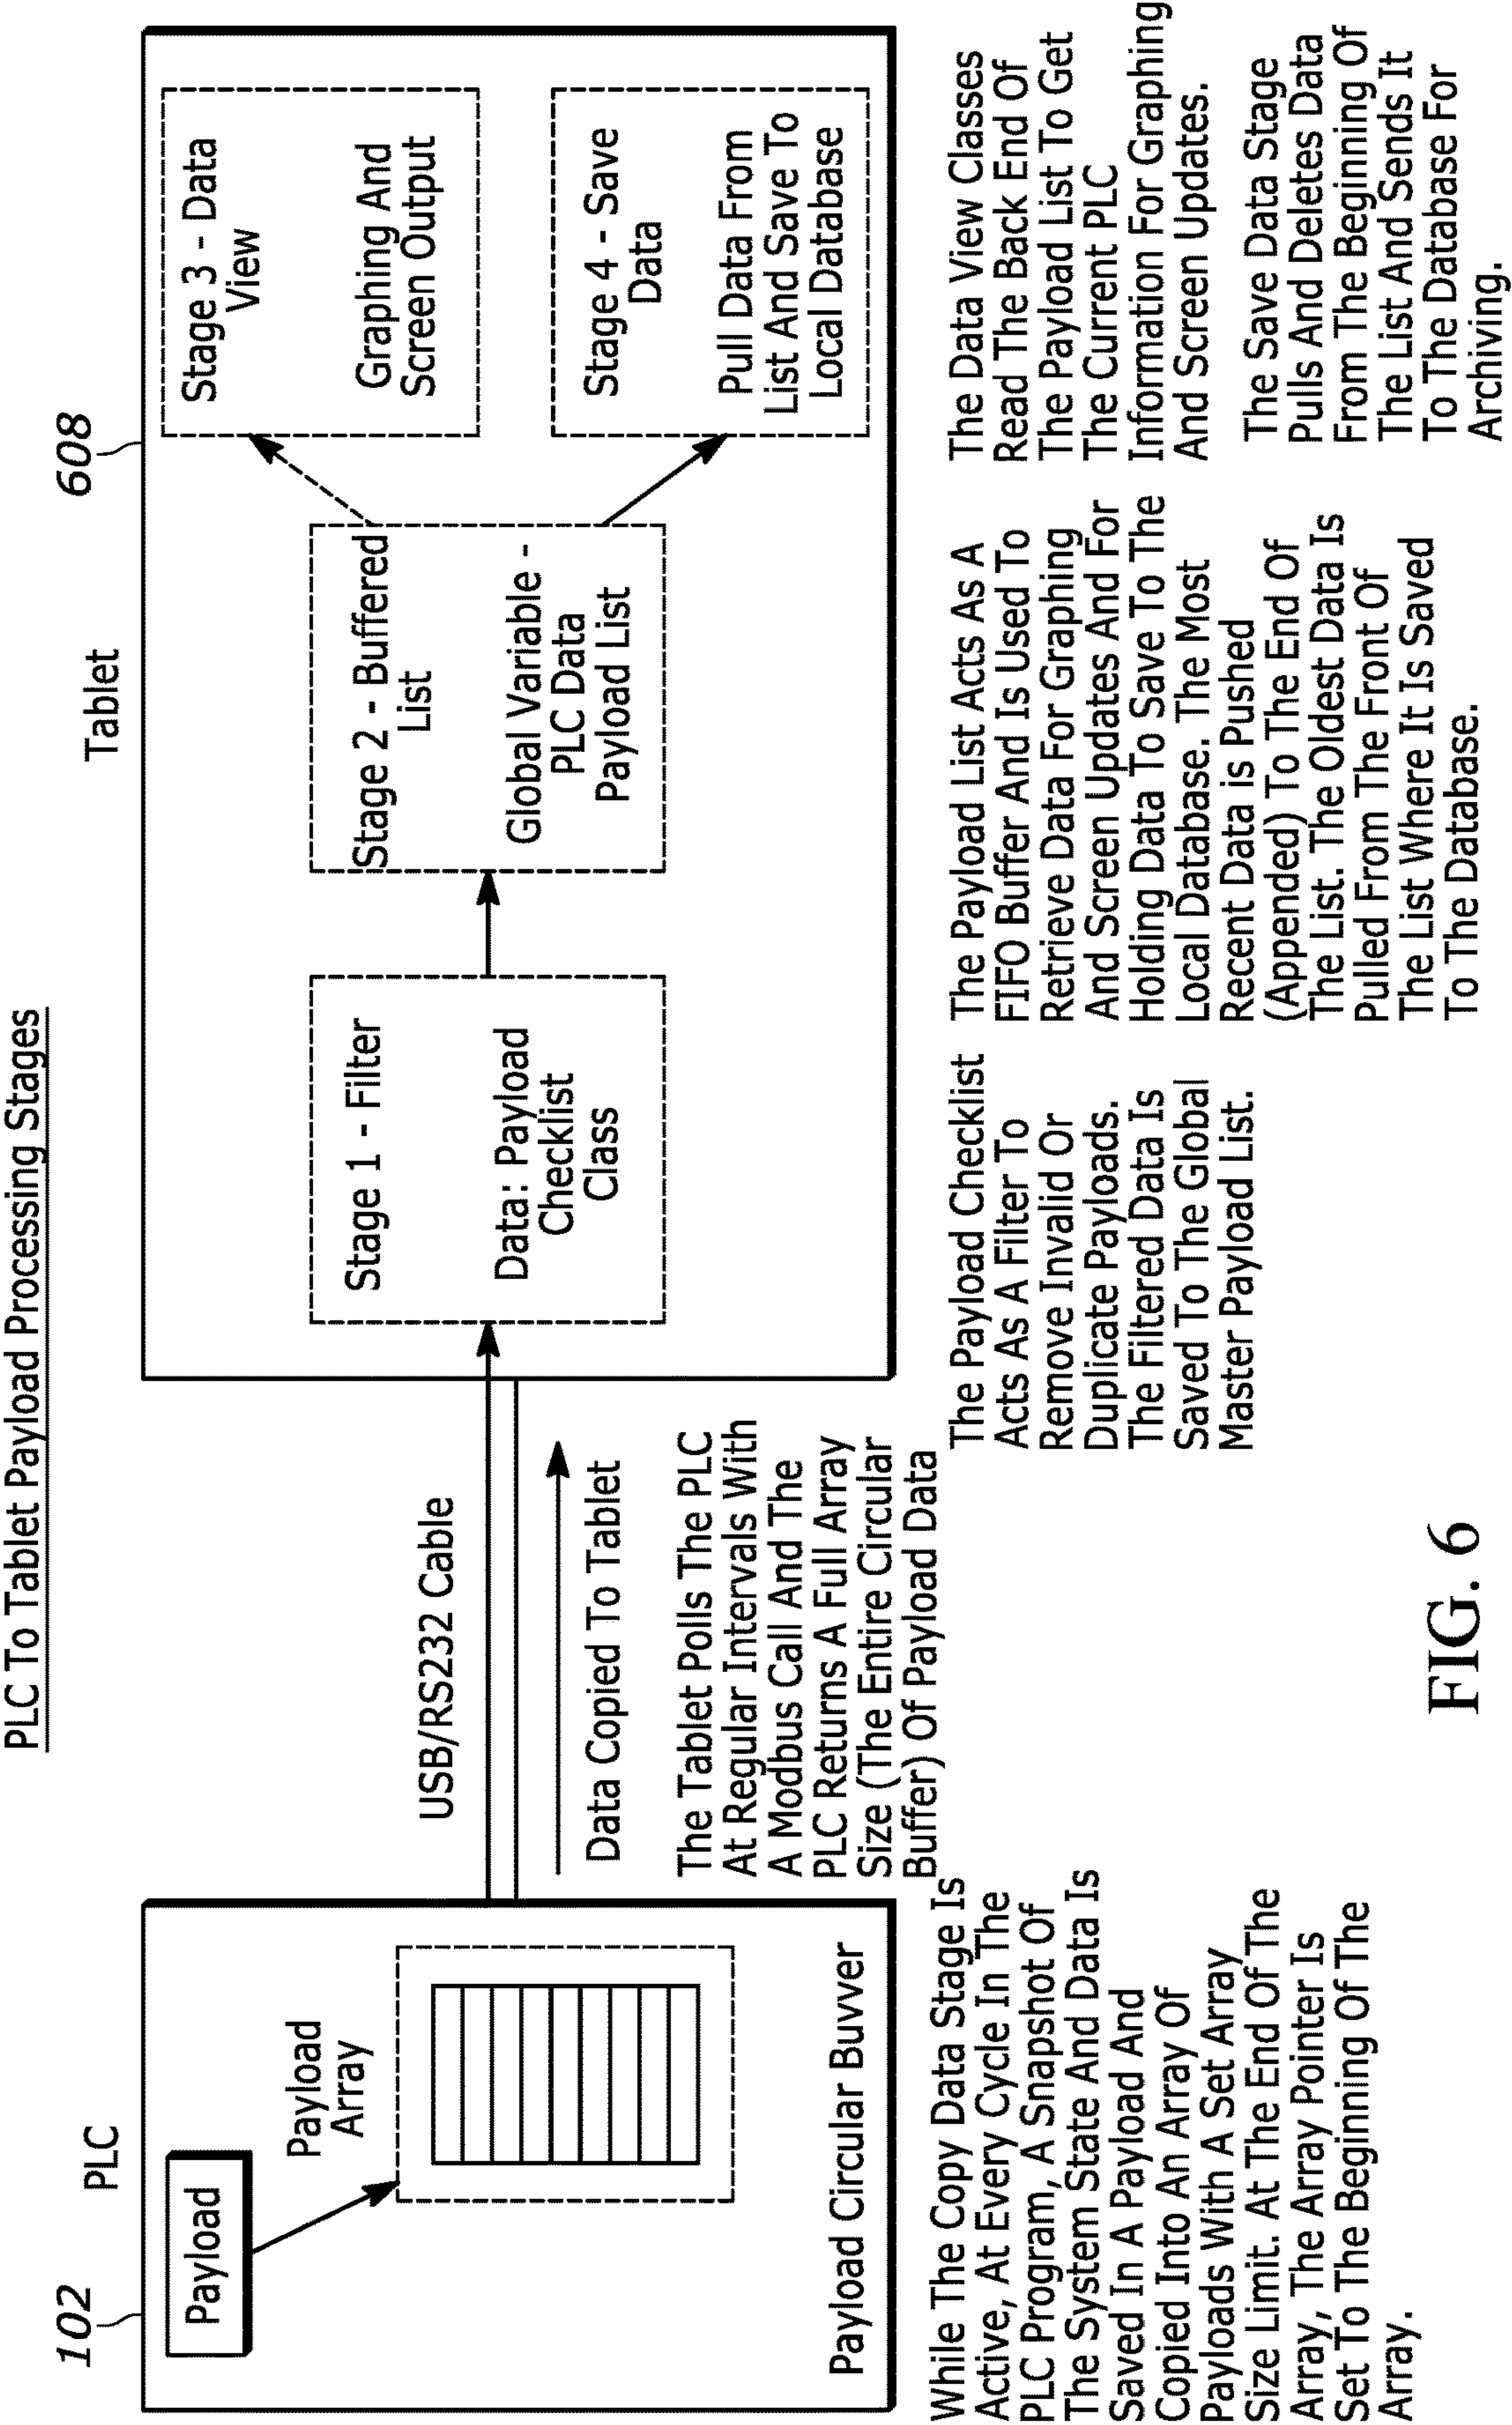 PLC To Tablet Payload Processing Stages
102
PLC
Payload
Payload
Array
Payload Circular Buvver
While The Copy Data Stage Is
Active, At Every Cycle In The
PLC Program, A Snapshot Of
The System State And Data Is
Saved In A Payload And
Copied Into An Array Of
Payloads With A Set Array
Size Limit. At The End Of The
Array, The Array Pointer Is
Set To The Beginning Of The
Array.
USB/RS232 Cable
Data Copied To Tablet
The Tablet Polls The PLC
At Regular Intervals With
A Modbus Call And The
PLC Returns A Full Array
Size (The Entire Circular
Buffer) Of Payload Data
Tablet
608
Stage 1 - Filter
Data: Payload
Checklist
Class
The Payload Checklist
Acts As A Filter To
Remove Invalid Or
Duplicate Payloads.
The Filtered Data Is
Saved To The Global
Master Payload List.
Stage 2 - Buffered
List
Global Variable -
PLC Data
Payload List
The Payload List Acts As A
FIFO Buffer And Is Used To
Retrieve Data For Graphing
And Screen Updates And For
Holding Data To Save To The
Local Database. The Most
Recent Data is Pushed
(Appended) To The End Of
The List. The Oldest Data Is
Pulled From The Front Of
The List Where It Is Saved
To The Database.
Stage 3 - Data
View
Graphing And
Screen Output
Stage 4 - Save
Data
Pull Data From
List And Save To
Local Database
The Data View Classes
Read The Back End Of
The Payload List To Get
The Current PLC
Information For Graphing
And Screen Updates.
The Save Data Stage
Pulls And Deletes Data
From The Beginning Of
The List And Sends It
To The Database For
Archiving.
FIG. 6